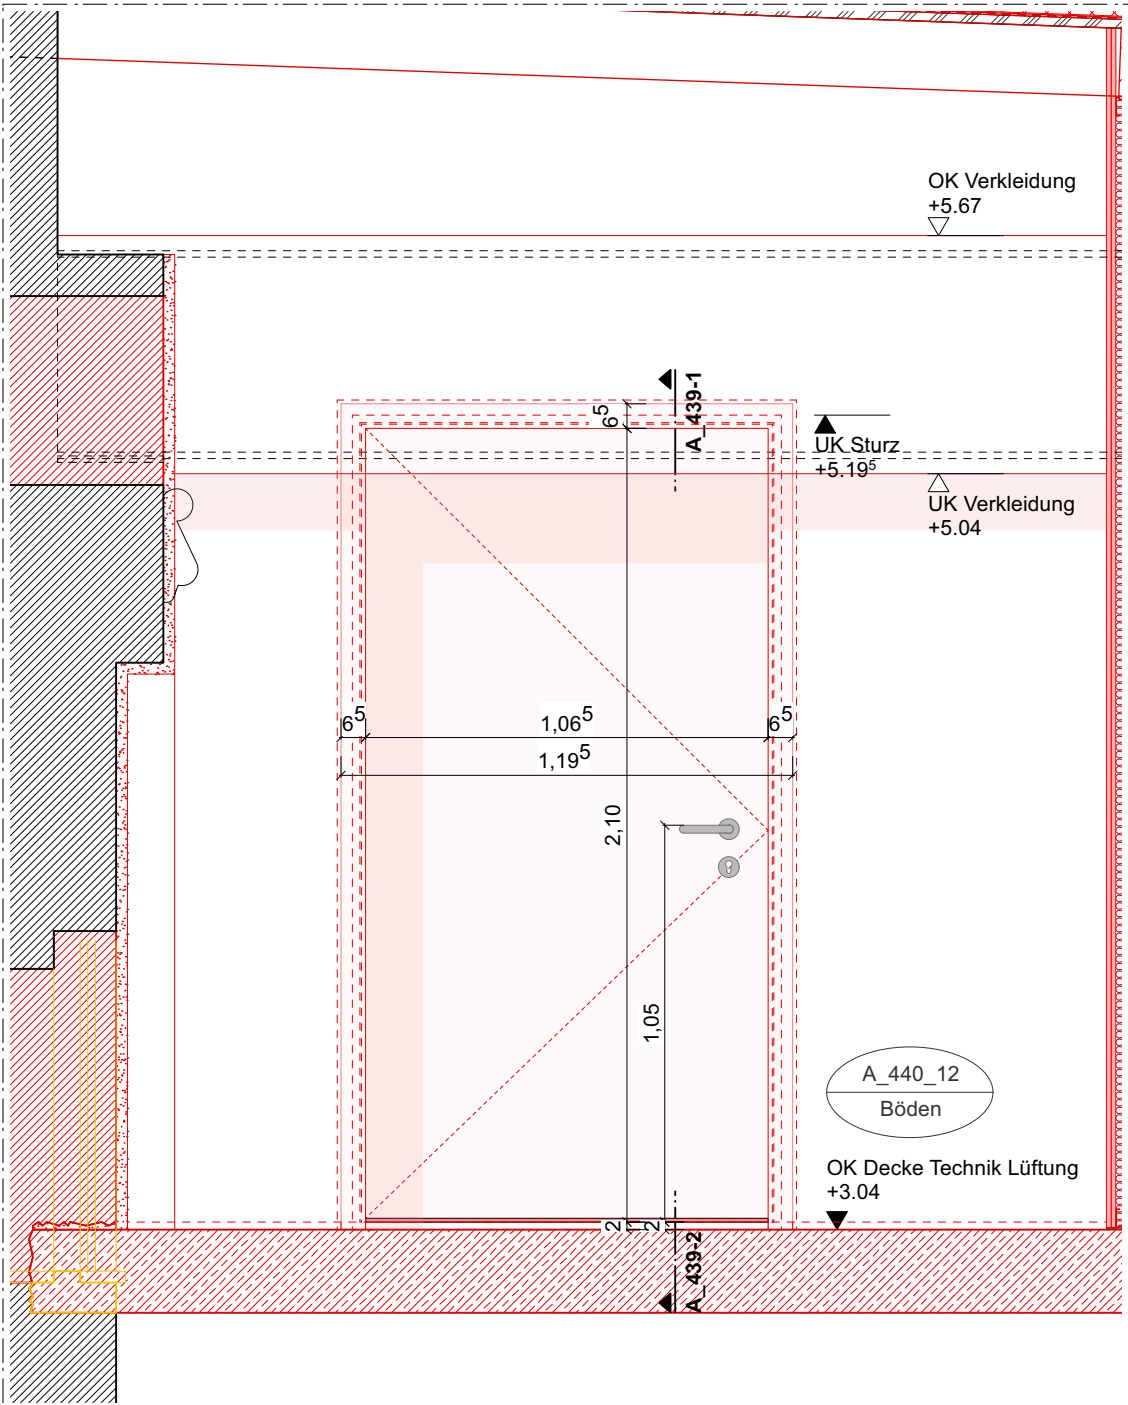 OK Verkleidung
+5.67
A_439-1
6⁵
UK Sturz
+5.19⁵
UK Verkleidung
+5.04
6⁵
1,06⁵
6⁵
1,19⁵
2,10
1,05
A_440_12
Böden
OK Decke Technik Lüftung
+3.04
2
2
A_439-2